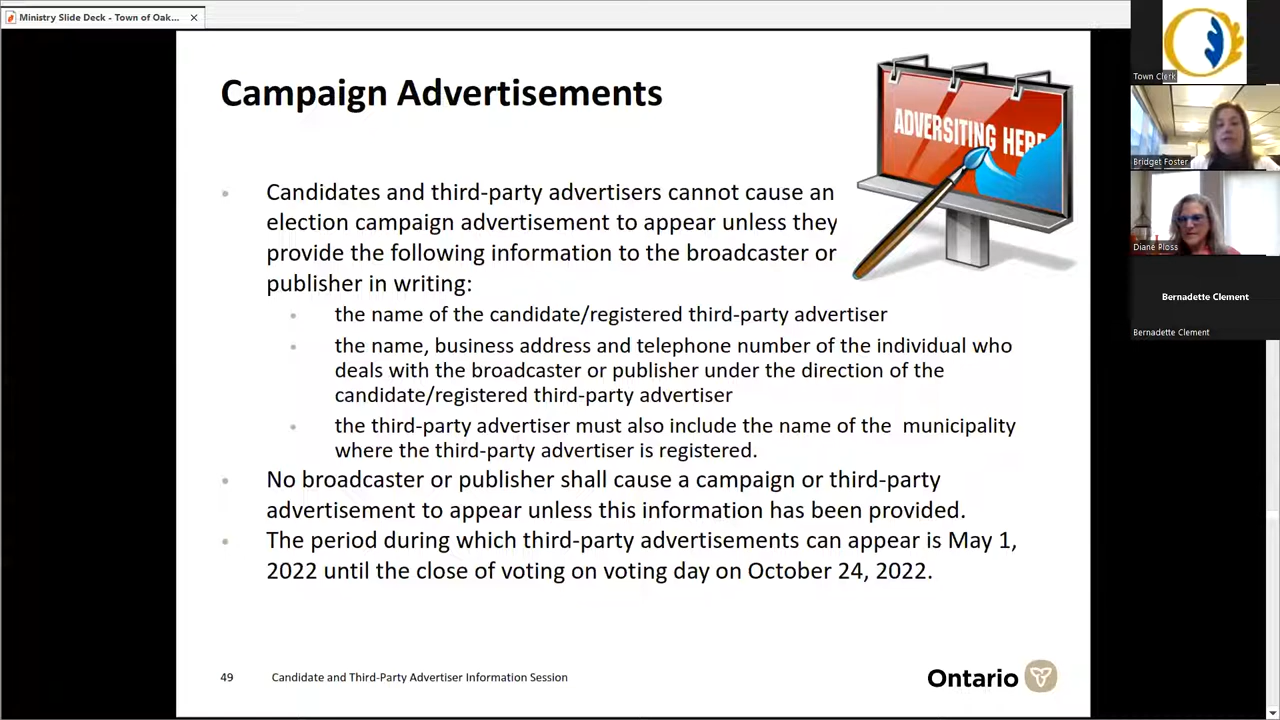 Ministry Slide Deck - Town of Oak...
Campaign Advertisements
ADVERSITING HERE
Candidates and third-party advertisers cannot cause an
election campaign advertisement to appear unless they
provide the following information to the broadcaster or
publisher in writing:
the name of the candidate/registered third-party advertiser
the name, business address and telephone number of the individual who
deals with the broadcaster or publisher under the direction of the
candidate/registered third-party advertiser
the third-party advertiser must also include the name of the municipality
where the third-party advertiser is registered.
No broadcaster or publisher shall cause a campaign or third-party
advertisement to appear unless this information has been provided.
The period during which third-party advertisements can appear is May 1,
2022 until the close of voting on voting day on October 24, 2022.
49 Candidate and Third-Party Advertiser Information Session
Ontario
Town Clerk
Bridget Foster
Diane Ploss
Bernadette Clement
Bernadette Clement